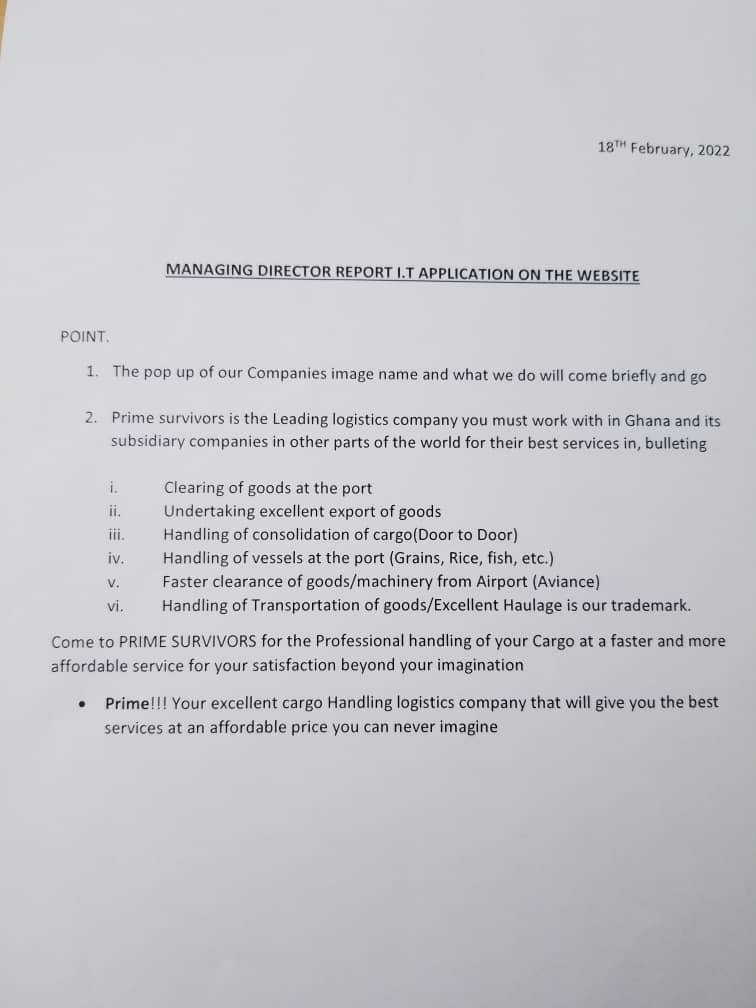 18TH February, 2022
MANAGING DIRECTOR REPORT I.T APPLICATION ON THE WEBSITE
POINT.
1. The pop up of our Companies image name and what we do will come briefly and go
2. Prime survivors is the Leading logistics company you must work with in Ghana and its
subsidiary companies in other parts of the world for their best services in, bulleting
i. Clearing of goods at the port
ii. Undertaking excellent export of goods
iii. Handling of consolidation of cargo(Door to Door)
iv. Handling of vessels at the port (Grains, Rice, fish, etc.)
v. Faster clearance of goods/machinery from Airport (Aviance)
vi. Handling of Transportation of goods/Excellent Haulage is our trademark.
Come to PRIME SURVIVORS for the Professional handling of your Cargo at a faster and more
affordable service for your satisfaction beyond your imagination
• Prime!!! Your excellent cargo Handling logistics company that will give you the best
services at an affordable price you can never imagine